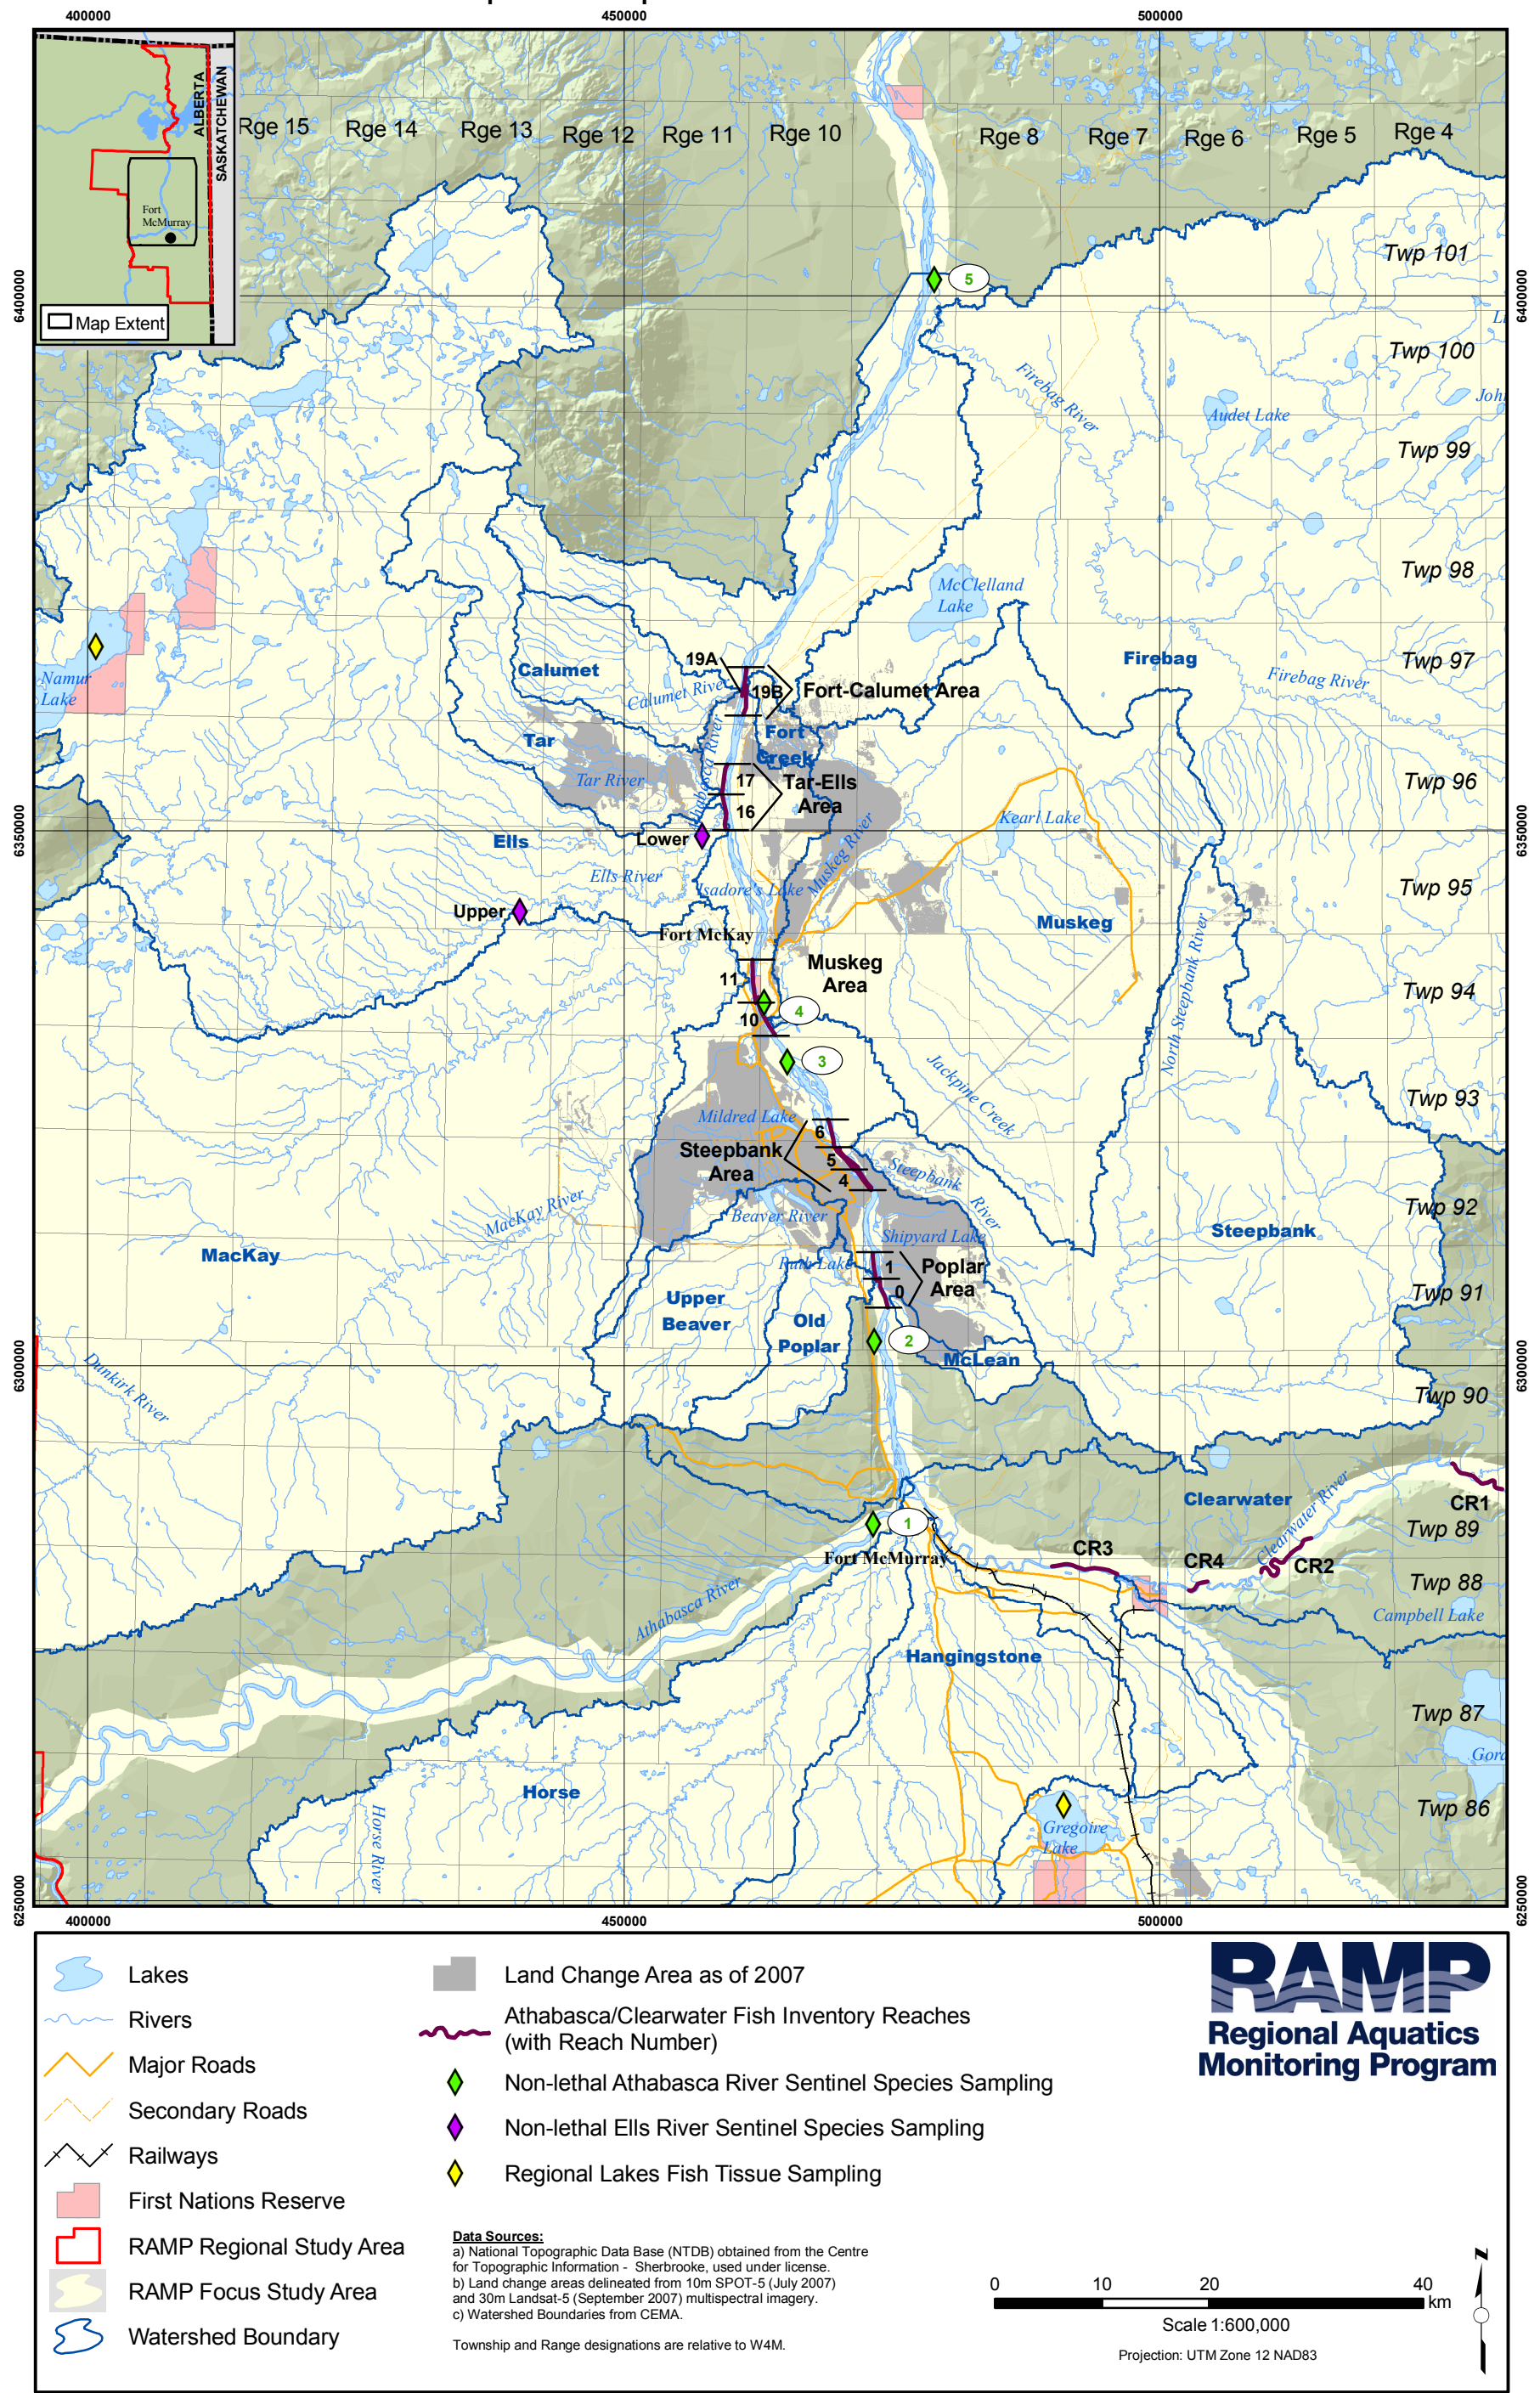 400000 450000 500000
ALBERTA
SASKATCHEWAN
Fort
McMurray
Map Extent
Rge 15 Rge 14 Rge 13 Rge 12 Rge 11 Rge 10 Rge 8 Rge 7 Rge 6 Rge 5 Rge 4
Twp 101
5
6400000 6400000
Twp 100
Firebag River
Audet Lake
Twp 99
Twp 98
McClelland
Lake
19A
Calumet
Firebag
Twp 97
Namur
Lake
Calumet River
19B
Fort-Calumet Area
Firebag River
Tar
Fort
Creek
Athabasca River
Tar River
17
16
Tar-Ells
Area
Twp 96
Kearl Lake
6350000 6350000
Ells
Lower
Muskeg River
Ells River
Isadore's Lake
Twp 95
Upper
Muskeg
Fort McKay
North Steepbank River
11
Muskeg
Area
Twp 94
10
4
3
Jackpine Creek
Twp 93
Mildred Lake
6
Steepbank
Area
5
4
Steepbank River
MacKay River
Beaver River
Twp 92
Steepbank
MacKay
Shipyard Lake
Ruth Lake
1
0
Poplar
Area
Twp 91
Upper
Beaver
Old
Poplar
2
McLean
6300000 6300000
Dunkirk River
Twp 90
Clearwater
Clearwater River
CR1
1
Twp 89
Fort McMurray
CR3
CR4
CR2
Twp 88
Athabasca River
Campbell Lake
Hangingstone
Twp 87
Horse
Horse River
Twp 86
Gregoire
Lake
6250000 6250000
400000 450000 500000
Lakes
Rivers
Major Roads
Secondary Roads
Railways
First Nations Reserve
RAMP Regional Study Area
RAMP Focus Study Area
Watershed Boundary
Land Change Area as of 2007
Athabasca/Clearwater Fish Inventory Reaches
(with Reach Number)
Non-lethal Athabasca River Sentinel Species Sampling
Non-lethal Ells River Sentinel Species Sampling
Regional Lakes Fish Tissue Sampling
Data Sources:
a) National Topographic Data Base (NTDB) obtained from the Centre
for Topographic Information - Sherbrooke, used under license.
b) Land change areas delineated from 10m SPOT-5 (July 2007)
and 30m Landsat-5 (September 2007) multispectral imagery.
c) Watershed Boundaries from CEMA.
Township and Range designations are relative to W4M.
RAMP
Regional Aquatics
Monitoring Program
N
0 10 20 40
km
Scale 1:600,000
Projection: UTM Zone 12 NAD83